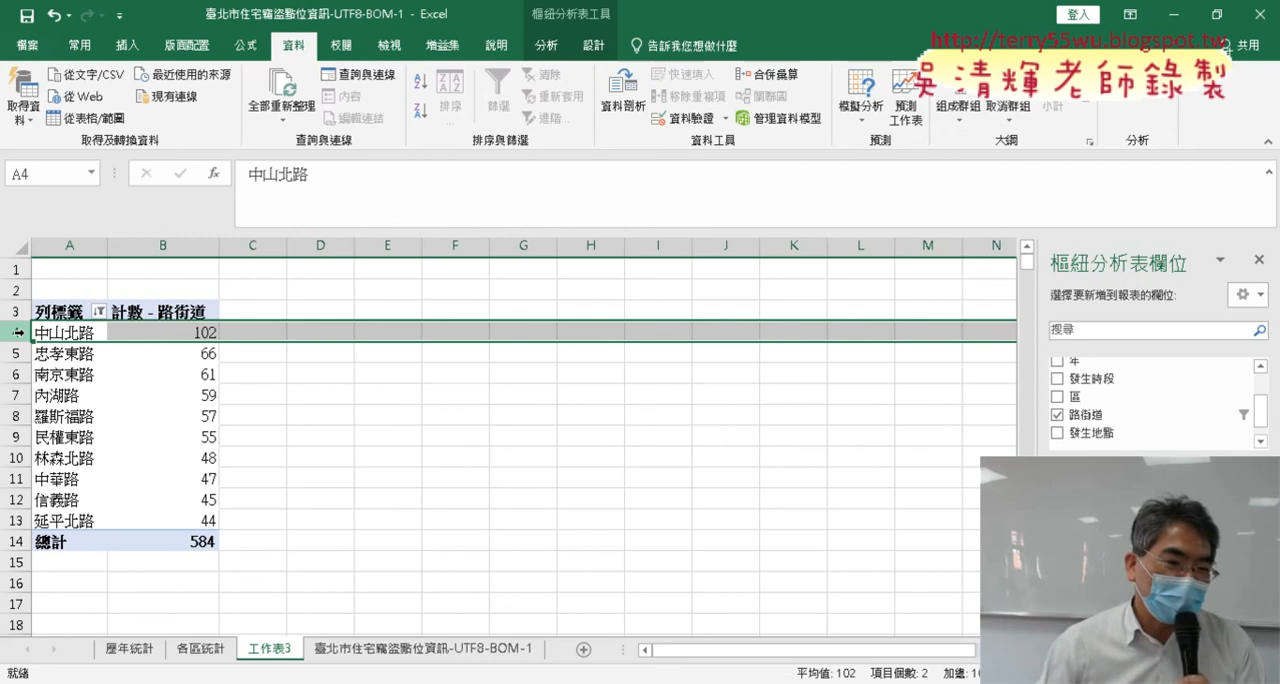 臺北市住宅竊盜點位資訊-UTF8-BOM-1 - Excel
樞紐分析表工具
登入
檔案 常用 插入 版面配置 公式 資料 校閱 檢視 增益集 說明 分析 設計 告訴我您想做什麼
共用
http://terry55wu.blogspot.tw
吳清輝老師錄製
取得資料
從文字/CSV
從 Web
從表格/範圍
最近使用的來源
現有連線
取得及轉換資料
全部重新整理
查詢與連線
內容
編輯連結
查詢與連線
排序
篩選
清除
重新套用
進階...
排序與篩選
資料剖析
快速填入
移除重複項
資料驗證
合併彙算
關聯圖
管理資料模型
資料工具
模擬分析
預測工作表
預測
組成群組
取消群組
小計
大綱
分析
A4
fx
中山北路
A B C D E F G H I J K L M N
1
2
3 列標籤 計數 - 路街道
4 中山北路 102
5 忠孝東路 66
6 南京東路 61
7 內湖路 59
8 羅斯福路 57
9 民權東路 55
10 林森北路 48
11 中華路 47
12 信義路 45
13 延平北路 44
14 總計 584
15
16
17
18
樞紐分析表欄位
選擇要新增到報表的欄位:
搜尋
年
發生時段
區
路街道
發生地點
歷年統計 各區統計 工作表3 臺北市住宅竊盜點位資訊-UTF8-BOM-1
就緒
平均值: 102 項目個數: 2 加總: 10